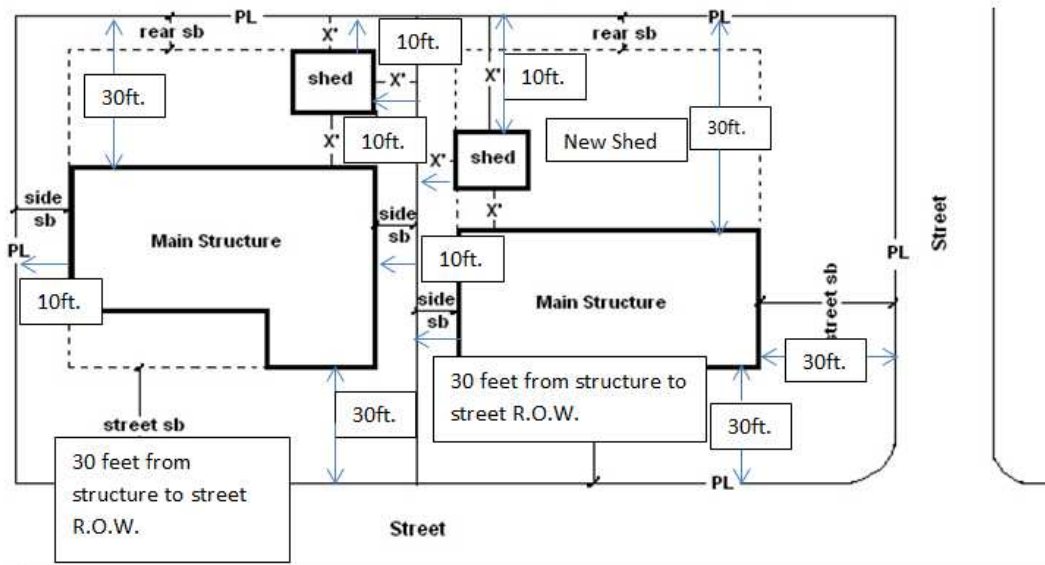 PL
PL
rear sb
rear sb
10ft.
X'
X'
shed
X'
X'
10ft.
30ft.
10ft.
30ft.
New Shed
X'
shed
X'
X'
side
sb
side
sb
Main Structure
PL
PL
Street
10ft.
10ft.
side
sb
Main Structure
street sb
30ft.
30 feet from structure to
street R.O.W.
30ft.
30ft.
street sb
30 feet from
structure to street
R.O.W.
PL
Street